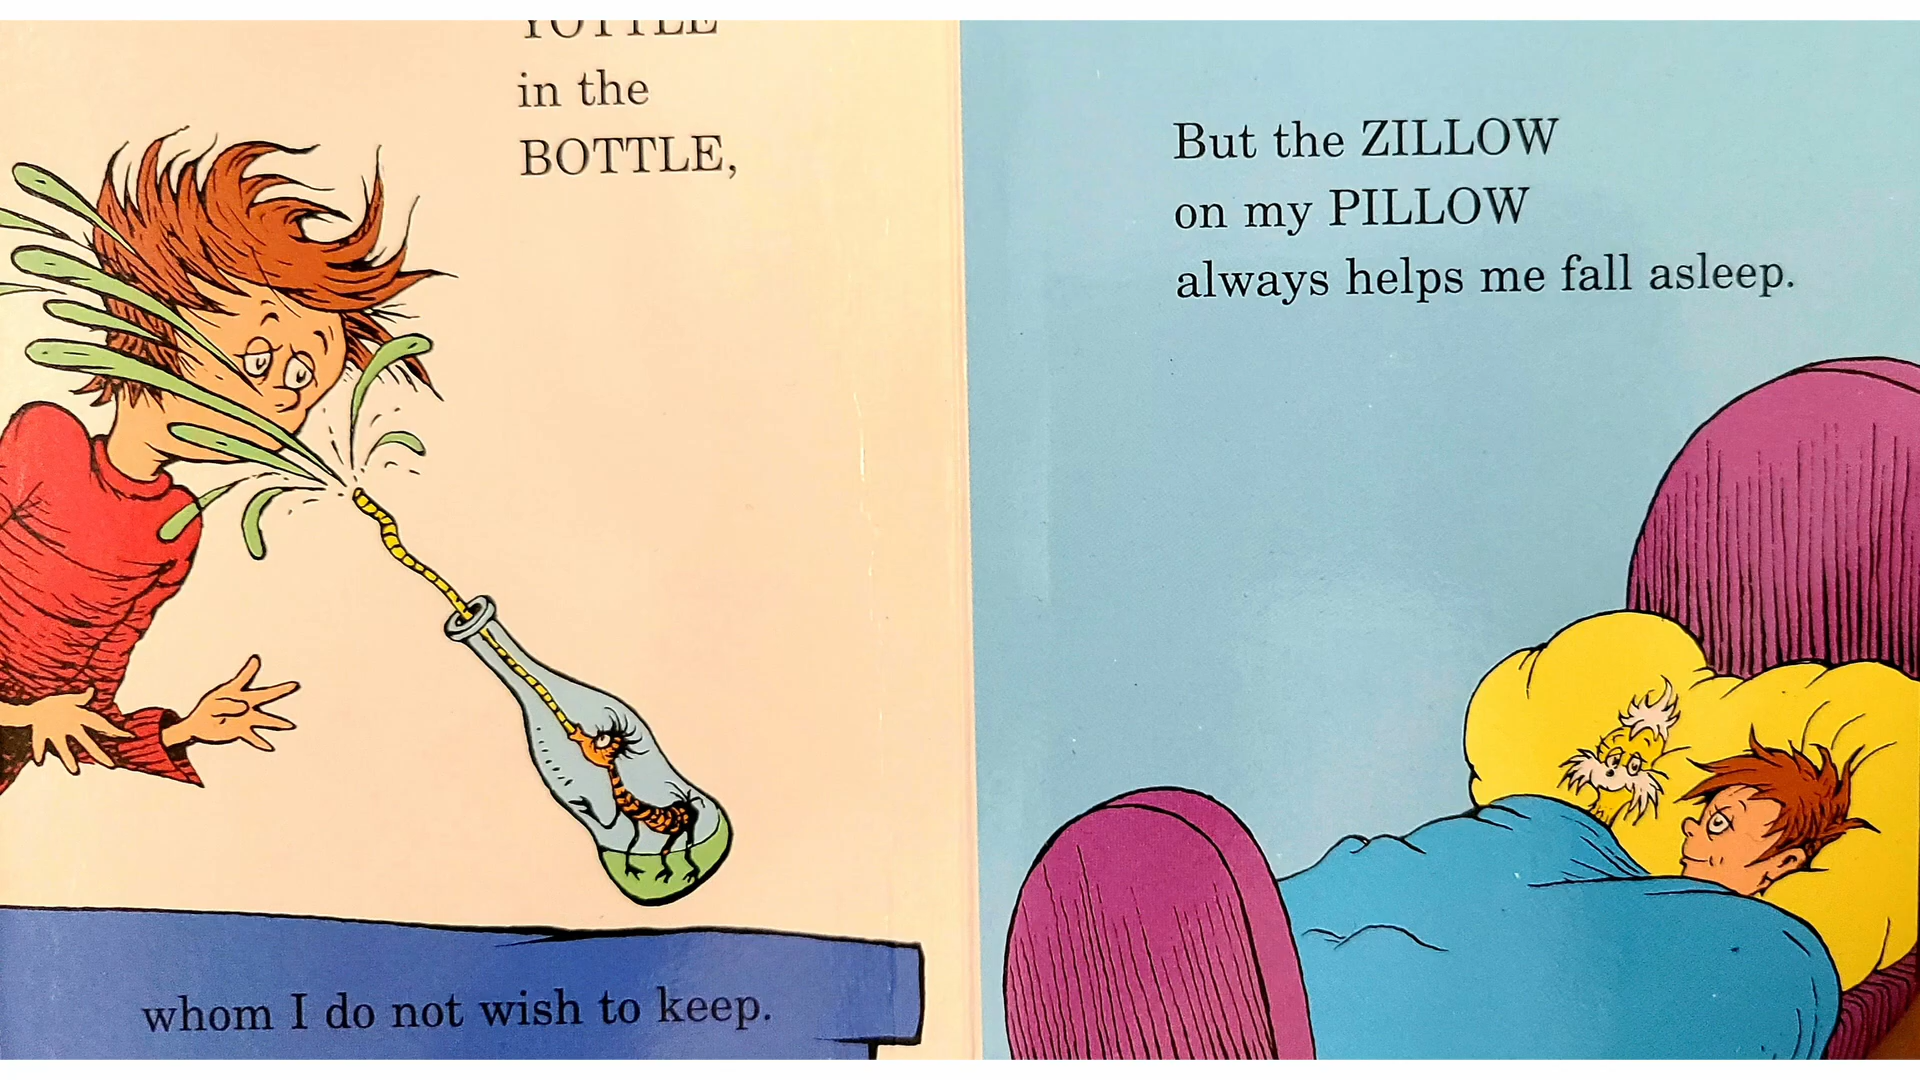 YOTTLE
in the
BOTTLE,
whom I do not wish to keep.
But the ZILLOW
on my PILLOW
always helps me fall asleep.